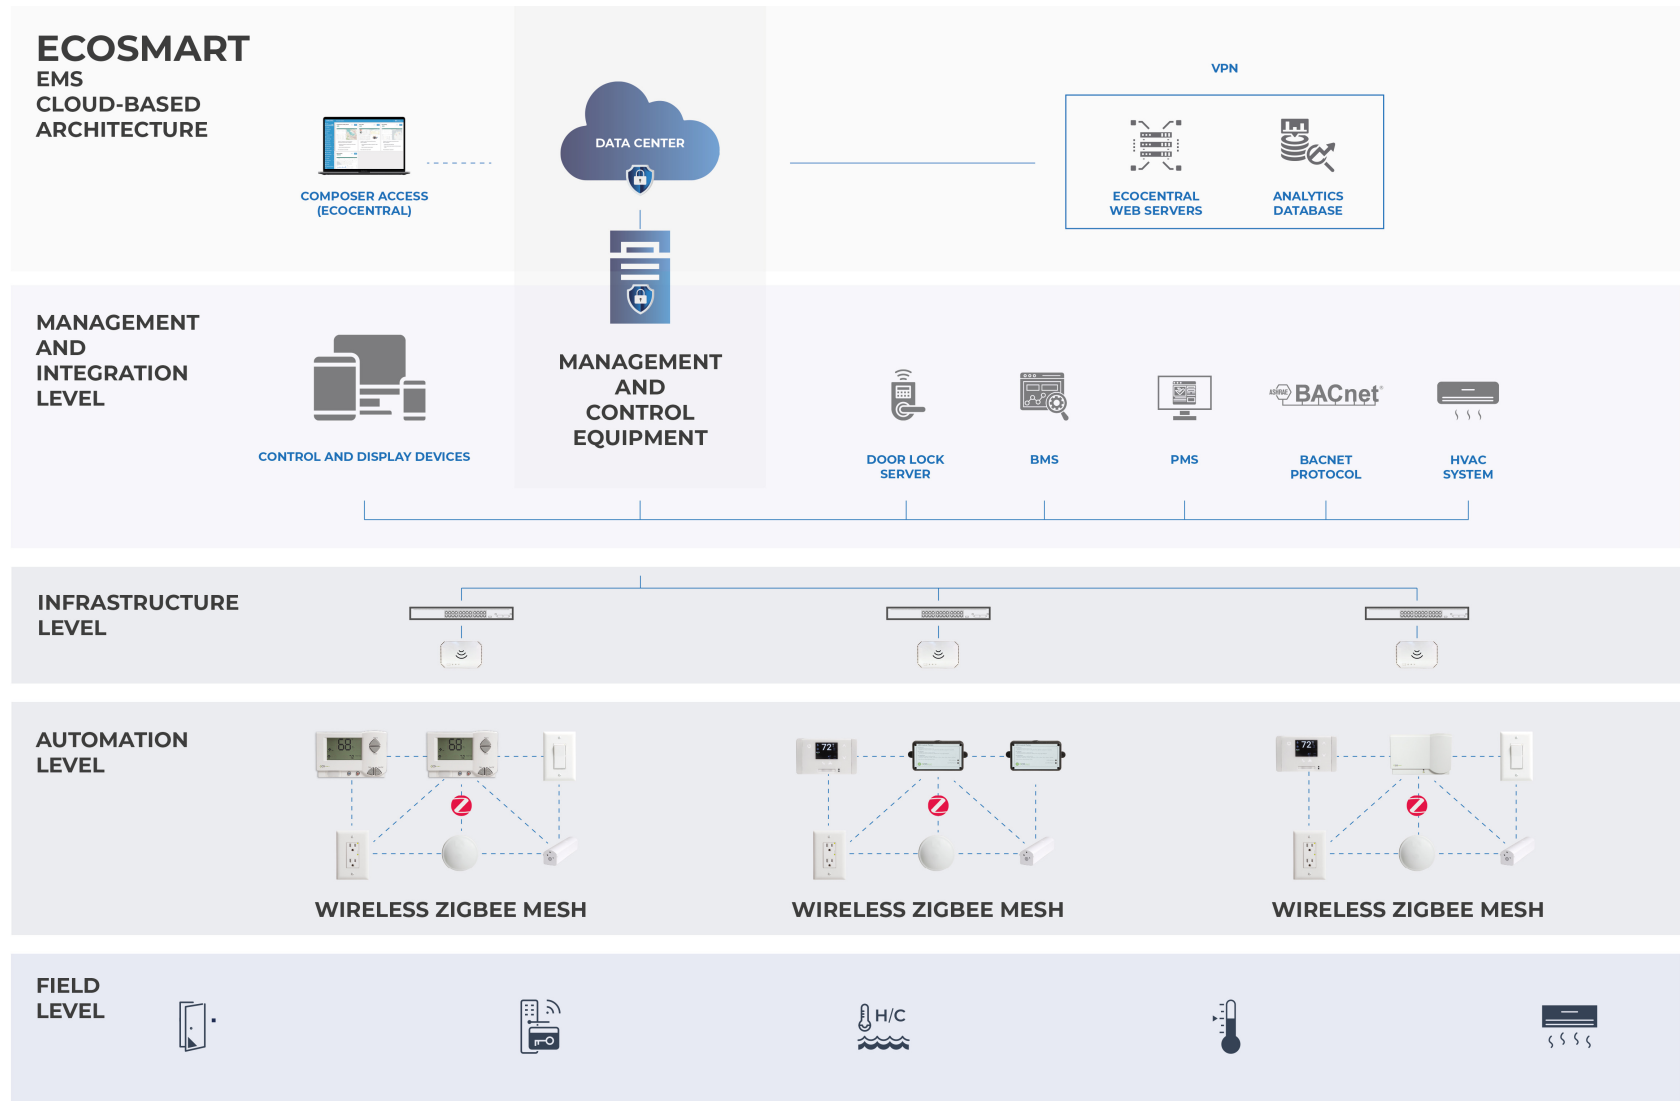 ECOSMART
EMS
CLOUD-BASED
ARCHITECTURE
COMPOSER ACCESS
(ECOCENTRAL)
DATA CENTER
VPN
ECOCENTRAL
WEB SERVERS
ANALYTICS
DATABASE
MANAGEMENT
AND
INTEGRATION
LEVEL
CONTROL AND DISPLAY DEVICES
MANAGEMENT
AND
CONTROL
EQUIPMENT
DOOR LOCK
SERVER
BMS
PMS
ASHRAE BACnet
BACNET
PROTOCOL
HVAC
SYSTEM
INFRASTRUCTURE
LEVEL
AUTOMATION
LEVEL
68
68
72°
72°
WIRELESS ZIGBEE MESH
WIRELESS ZIGBEE MESH
WIRELESS ZIGBEE MESH
FIELD
LEVEL
H/C